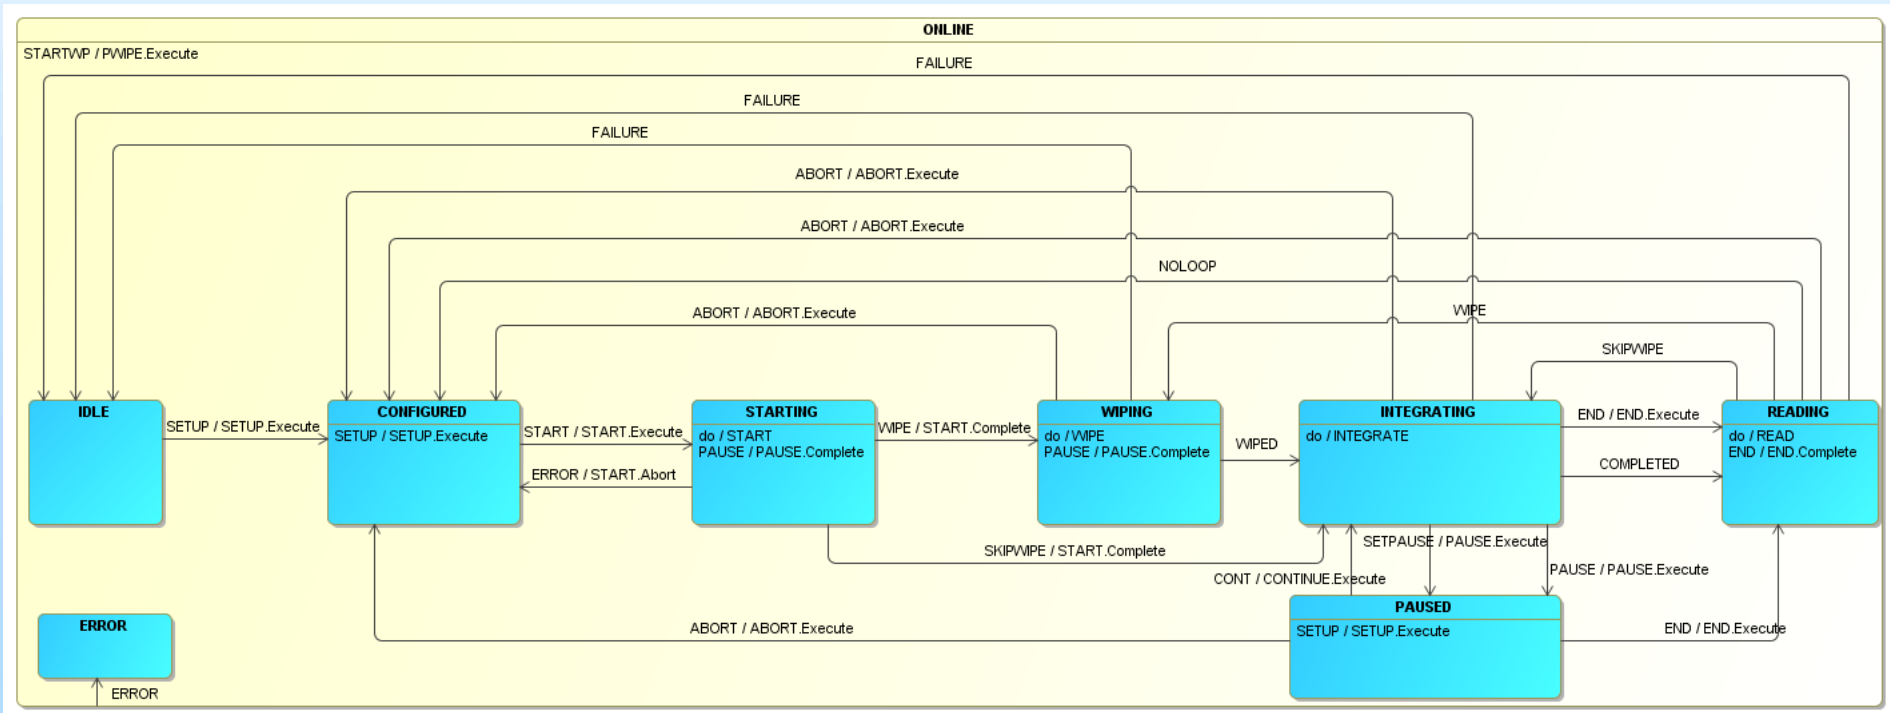 ONLINE
STARTWP / PWIPE.Execute
FAILURE
FAILURE
FAILURE
ABORT / ABORT.Execute
ABORT / ABORT.Execute
NOLOOP
ABORT / ABORT.Execute
WIPE
SKIPWIPE
IDLE
SETUP / SETUP.Execute
CONFIGURED
SETUP / SETUP.Execute
START / START.Execute
ERROR / START.Abort
STARTING
do / START
PAUSE / PAUSE.Complete
WIPE / START.Complete
WIPING
do / WIPE
PAUSE / PAUSE.Complete
WIPED
INTEGRATING
do / INTEGRATE
END / END.Execute
COMPLETED
READING
do / READ
END / END.Complete
SKIPWIPE / START.Complete
SETPAUSE / PAUSE.Execute
CONT / CONTINUE.Execute
PAUSE / PAUSE.Execute
PAUSED
SETUP / SETUP.Execute
ABORT / ABORT.Execute
END / END.Execute
ERROR
ERROR